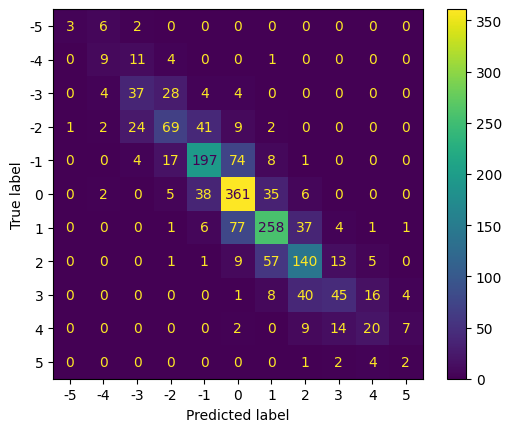 -5 3 6 2 0 0 0 0 0 0 0 0
-4 0 9 11 4 0 0 1 0 0 0 0
-3 0 4 37 28 4 4 0 0 0 0 0
-2 1 2 24 69 41 9 2 0 0 0 0
-1 0 0 4 17 197 74 8 1 0 0 0
0 0 2 0 5 38 361 35 6 0 0 0
1 0 0 0 1 6 77 258 37 4 1 1
2 0 0 0 1 1 9 57 140 13 5 0
3 0 0 0 0 0 1 8 40 45 16 4
4 0 0 0 0 0 2 0 9 14 20 7
5 0 0 0 0 0 0 0 1 2 4 2
-5 -4 -3 -2 -1 0 1 2 3 4 5
Predicted label
True label
350
300
250
200
150
100
50
0